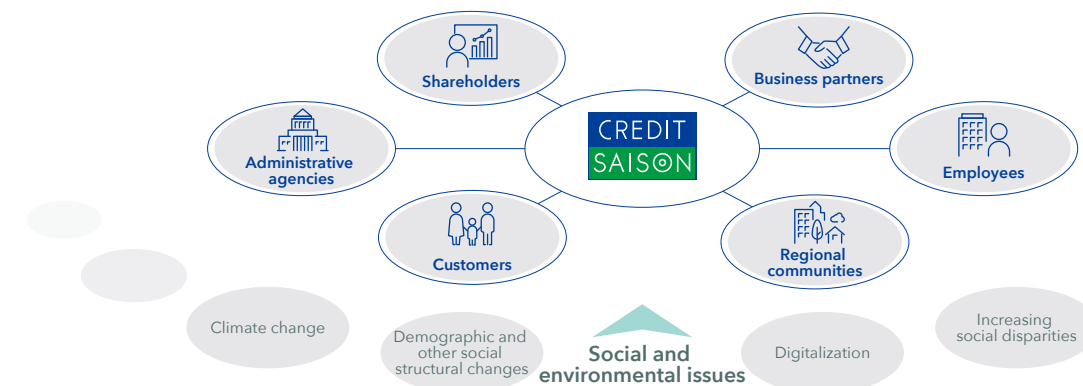 Shareholders
Business partners
CREDIT
SAISON
Administrative
agencies
Employees
Customers
Regional
communities
Climate change
Demographic and
other social
structural changes
Social and
environmental issues
Digitalization
Increasing
social disparities